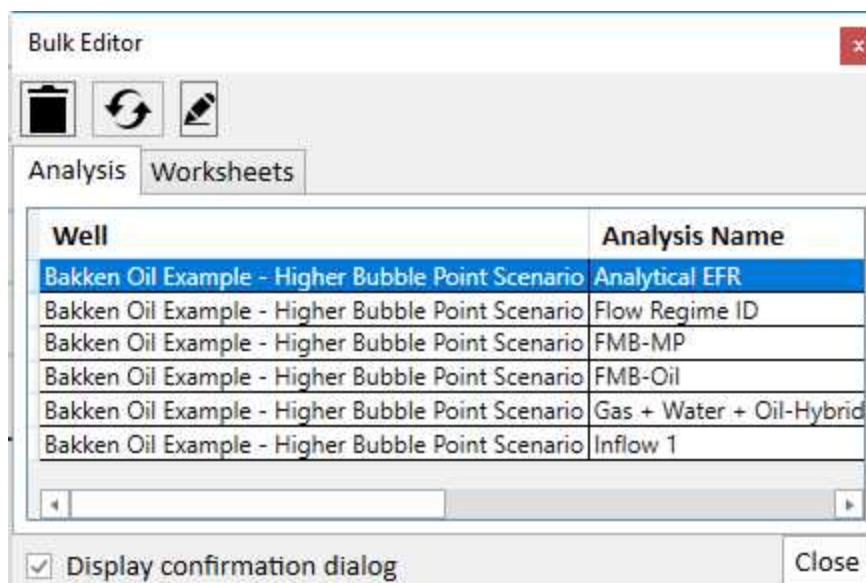 Bulk Editor
x
Analysis Worksheets
Well Analysis Name
Bakken Oil Example - Higher Bubble Point Scenario Analytical EFR
Bakken Oil Example - Higher Bubble Point Scenario Flow Regime ID
Bakken Oil Example - Higher Bubble Point Scenario FMB-MP
Bakken Oil Example - Higher Bubble Point Scenario FMB-Oil
Bakken Oil Example - Higher Bubble Point Scenario Gas + Water + Oil-Hybrid
Bakken Oil Example - Higher Bubble Point Scenario Inflow 1
Display confirmation dialog Close